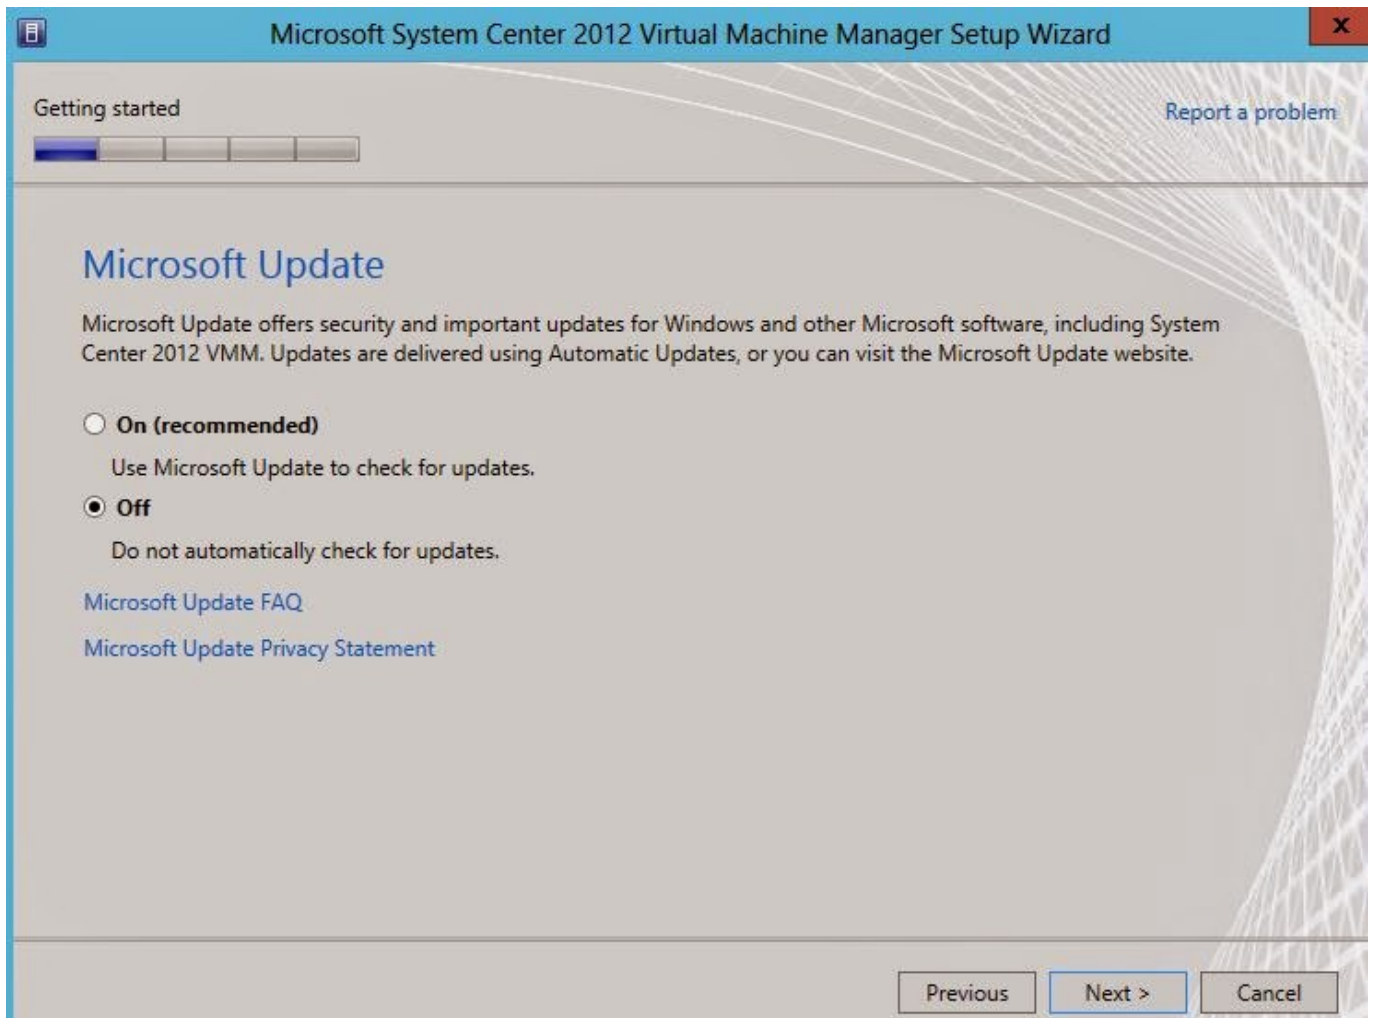 Microsoft System Center 2012 Virtual Machine Manager Setup Wizard
X
Getting started
Report a problem
Microsoft Update
Microsoft Update offers security and important updates for Windows and other Microsoft software, including System
Center 2012 VMM. Updates are delivered using Automatic Updates, or you can visit the Microsoft Update website.
On (recommended)
Use Microsoft Update to check for updates.
Off
Do not automatically check for updates.
Microsoft Update FAQ
Microsoft Update Privacy Statement
Previous
Next >
Cancel